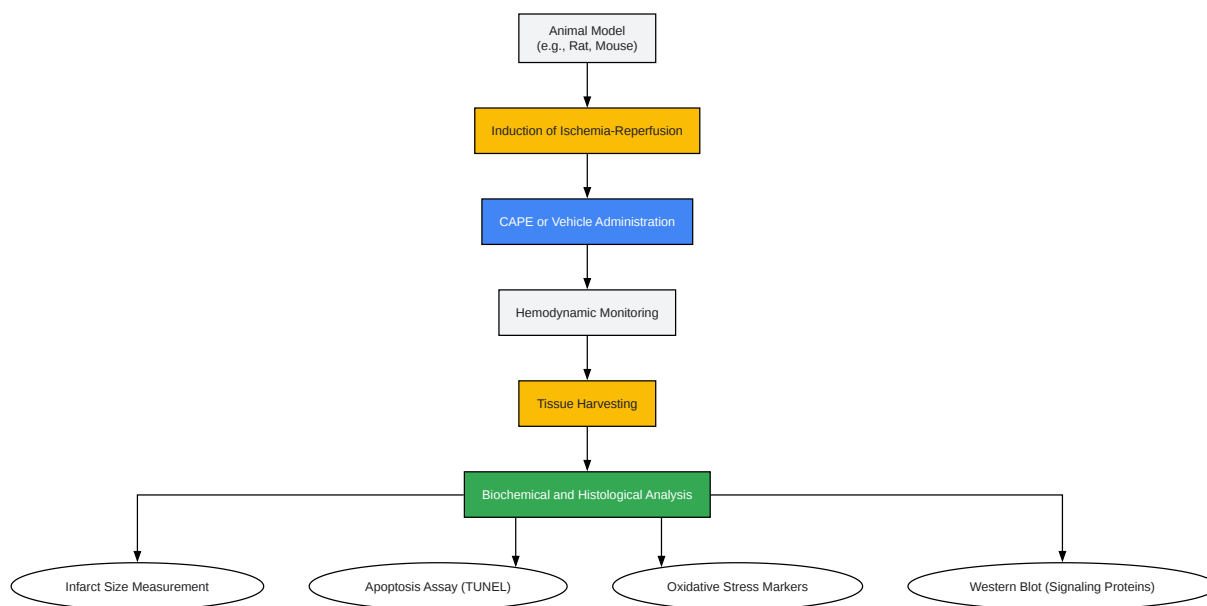 Animal Model
(e.g., Rat, Mouse)
Induction of Ischemia-Reperfusion
CAPE or Vehicle Administration
Hemodynamic Monitoring
Tissue Harvesting
Biochemical and Histological Analysis
Infarct Size Measurement
Apoptosis Assay (TUNEL)
Oxidative Stress Markers
Western Blot (Signaling Proteins)